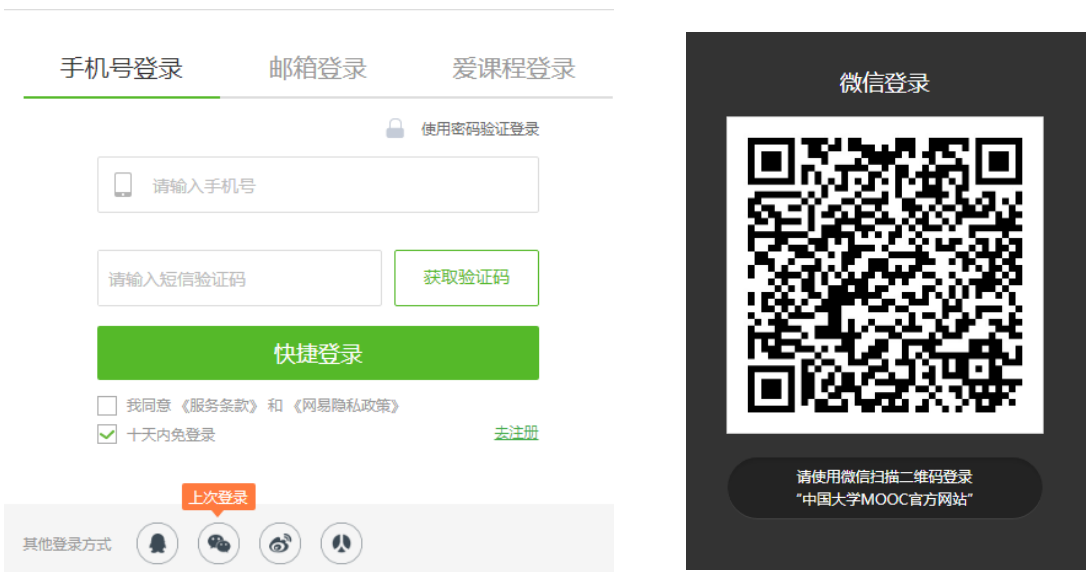 手机号登录 邮箱登录 爱课程登录
使用密码验证登录
请输入手机号
请输入短信验证码 获取验证码
快捷登录
我同意 《服务条款》 和 《网易隐私政策》
十天内免登录 去注册
上次登录
其他登录方式
微信登录
请使用微信扫描二维码登录
“中国大学MOOC官方网站”